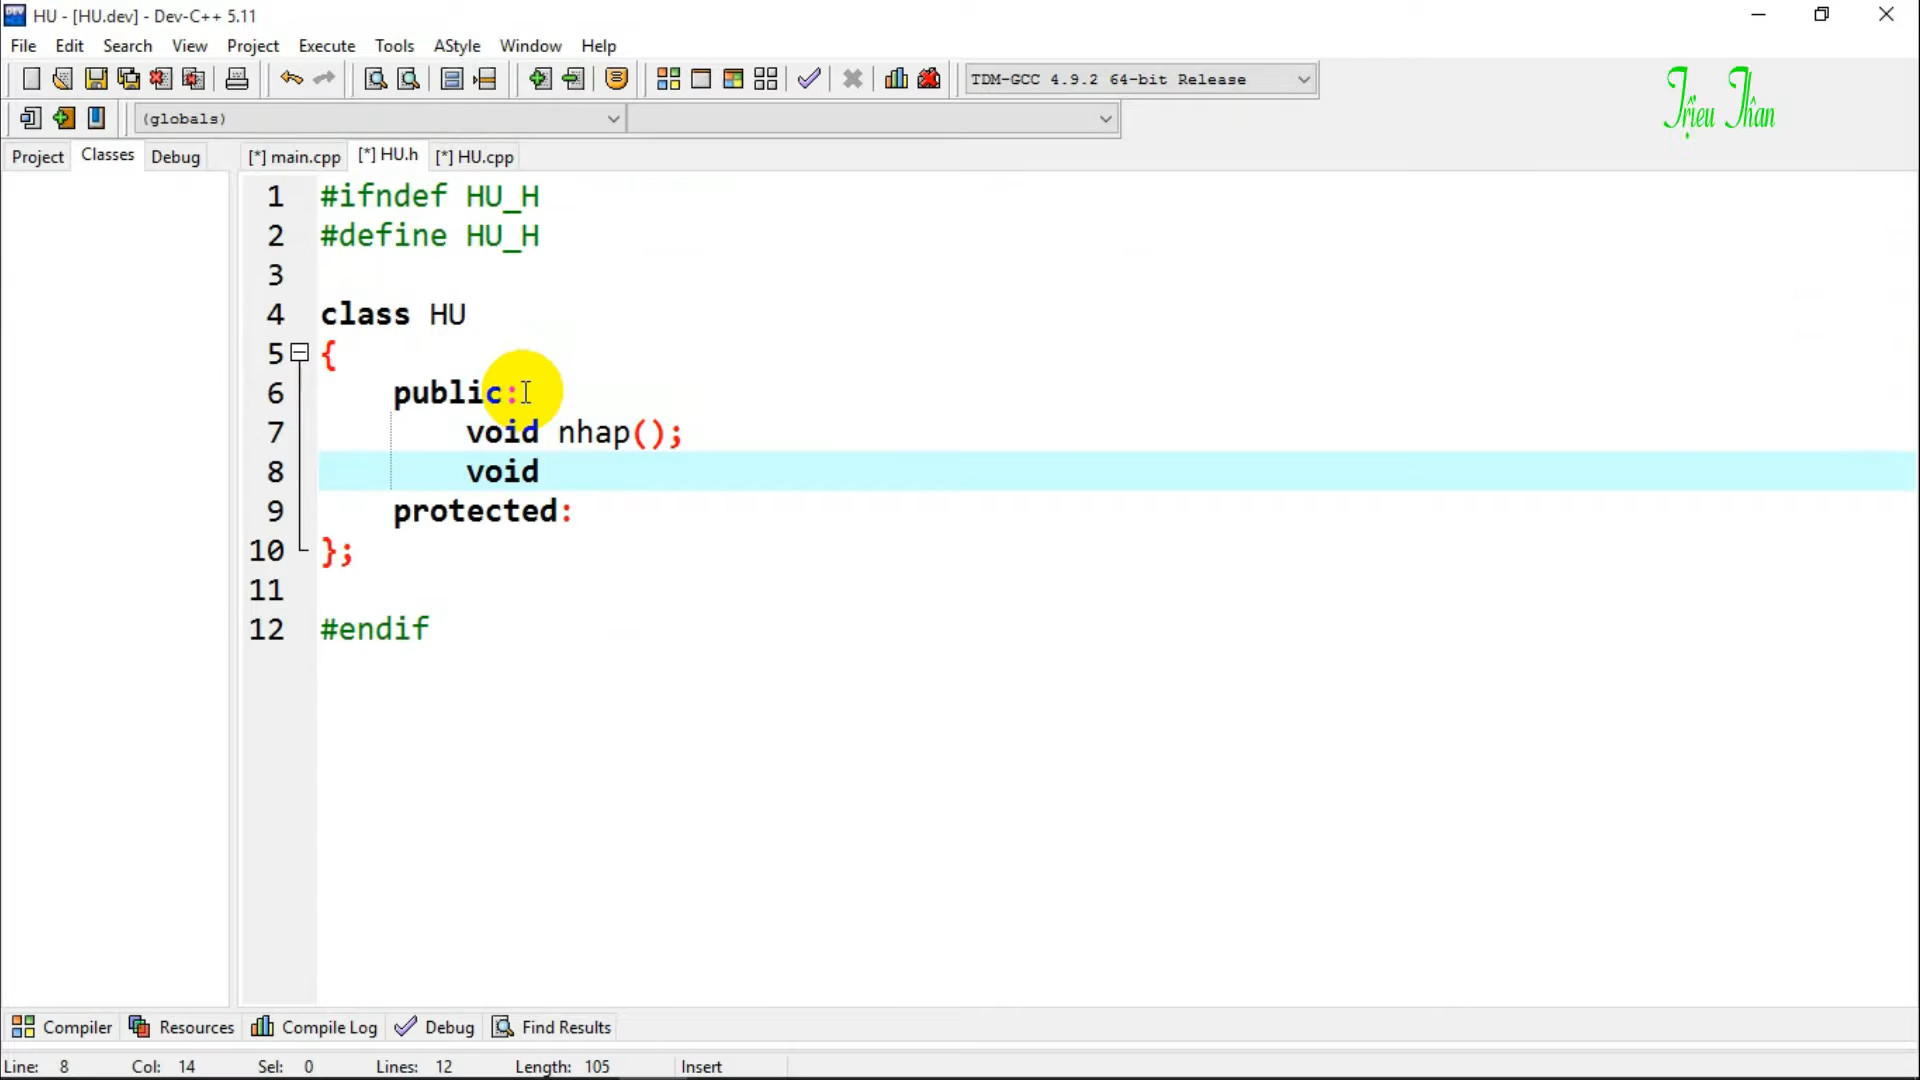 HU - [HU.dev] - Dev-C++ 5.11
File Edit Search View Project Execute Tools AStyle Window Help
TDM-GCC 4.9.2 64-bit Release
Triệu Thân
(globals)
Project Classes Debug [*] main.cpp [*] HU.h [*] HU.cpp
1 #ifndef HU_H
2 #define HU_H
3
4 class HU
5 {
6 public:
7 void nhap();
8 void
9 protected:
10 };
11
12 #endif
Compiler Resources Compile Log Debug Find Results
Line: 8 Col: 14 Sel: 0 Lines: 12 Length: 105 Insert